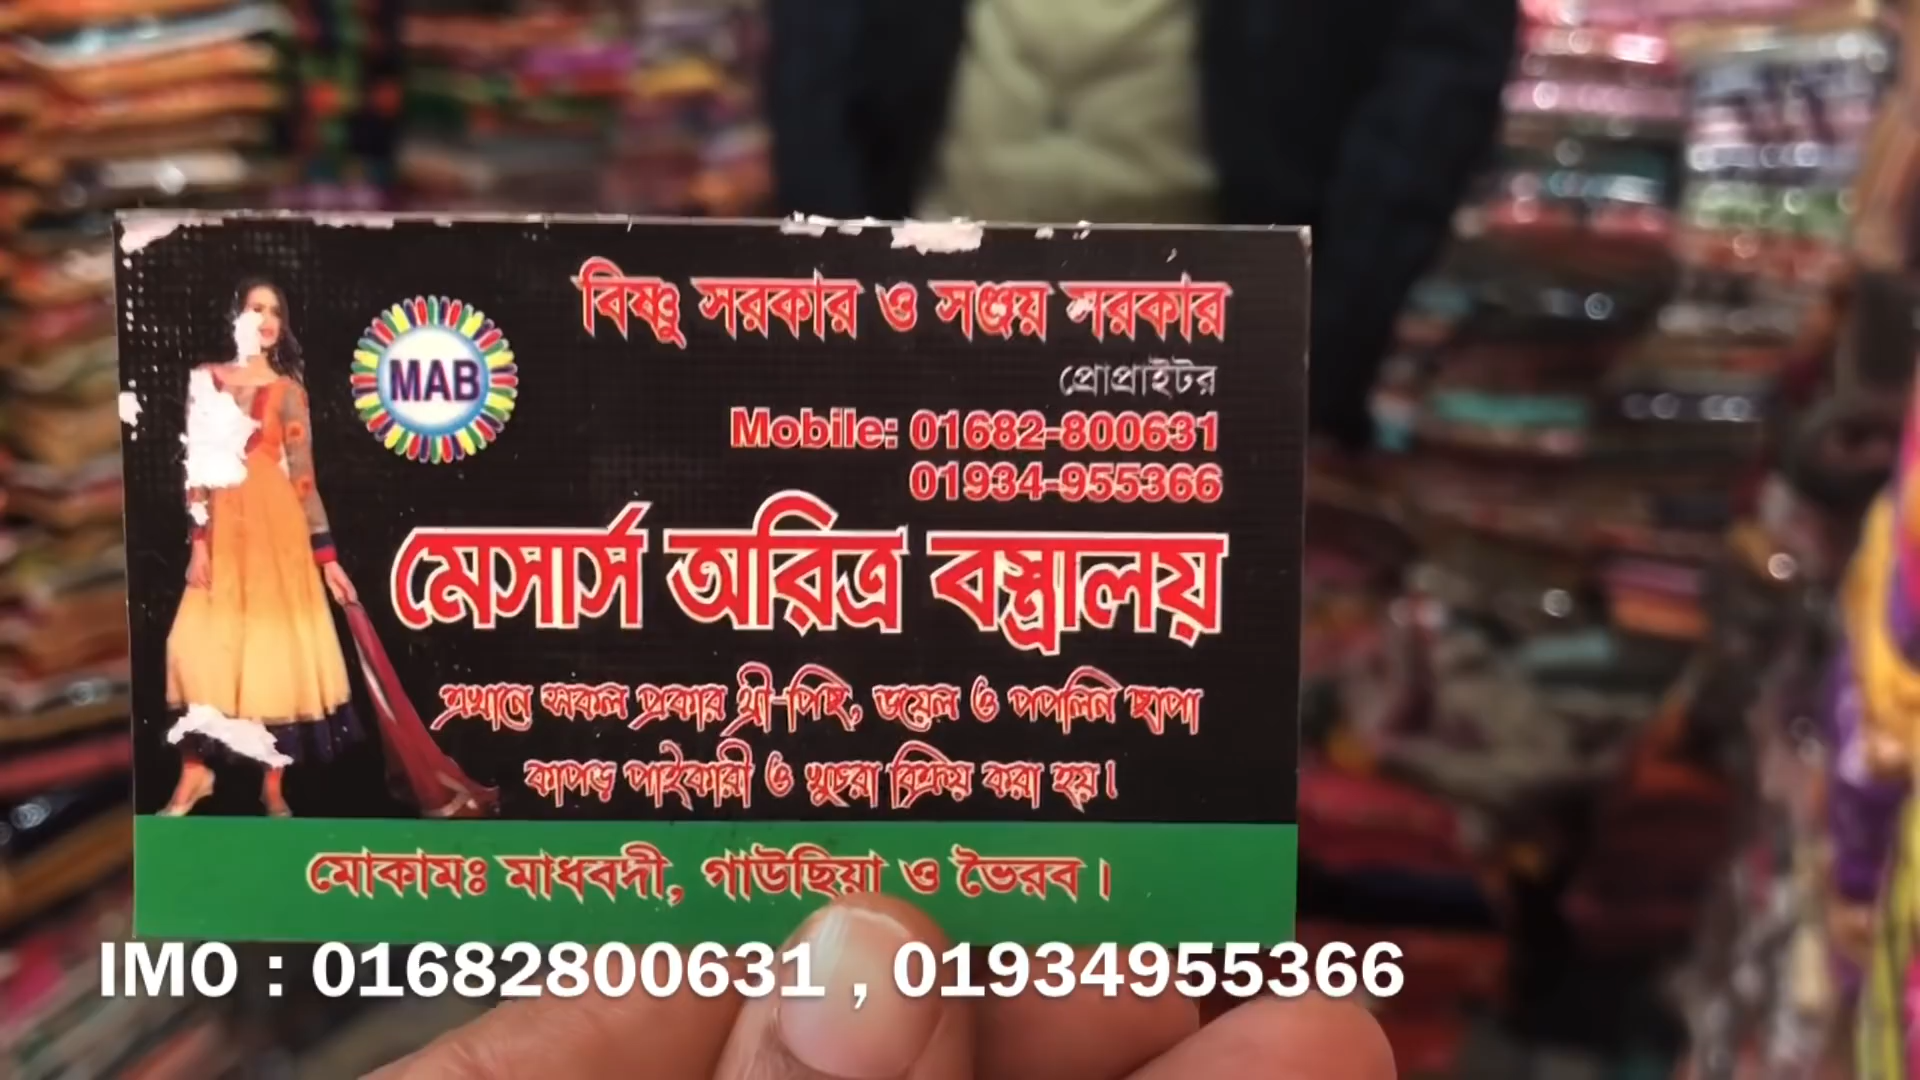 বিষ্ণু সরকার ও সঞ্জয় সরকার
প্রোপ্রাইটর
MAB
Mobile: 01682-800631
01934-955366
মেসার্স অরিত্র বস্ত্রালয়
এখানে সকল প্রকার থ্রী-পিছ, ভয়েল ও পপলিন ছাপা
কাপড় পাইকারী ও খুচরা বিক্রয় করা হয়।
মোকামঃ মাধবদী, গাউছিয়া ও ভৈরব।
IMO : 01682800631 , 01934955366